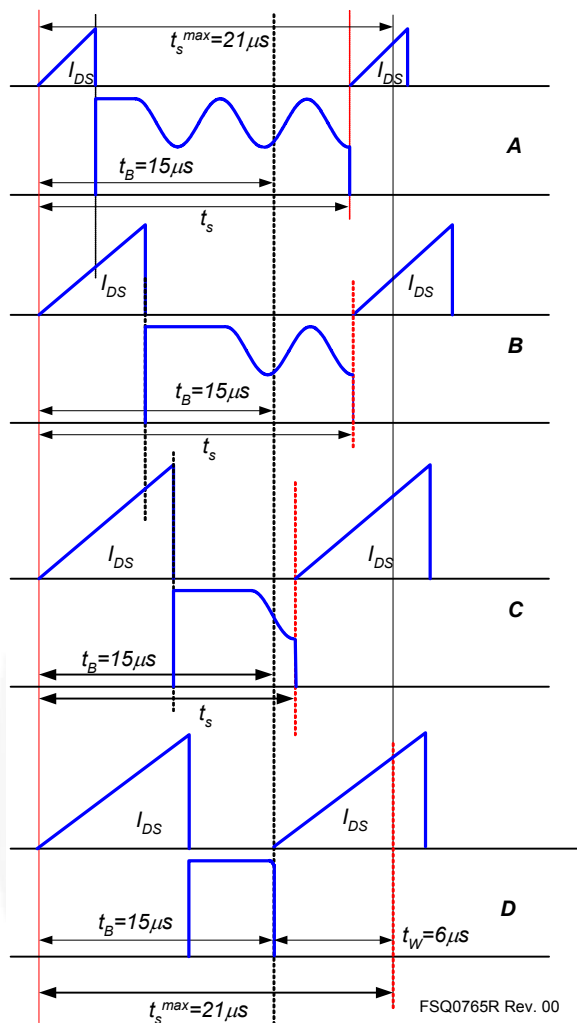 t_s^max=21μs
I_DS
I_DS
A
t_B=15μs
t_s
I_DS
I_DS
B
t_B=15μs
t_s
I_DS
I_DS
C
t_B=15μs
t_s
I_DS
I_DS
D
t_B=15μs
t_W=6μs
t_s^max=21μs
FSQ0765R Rev. 00